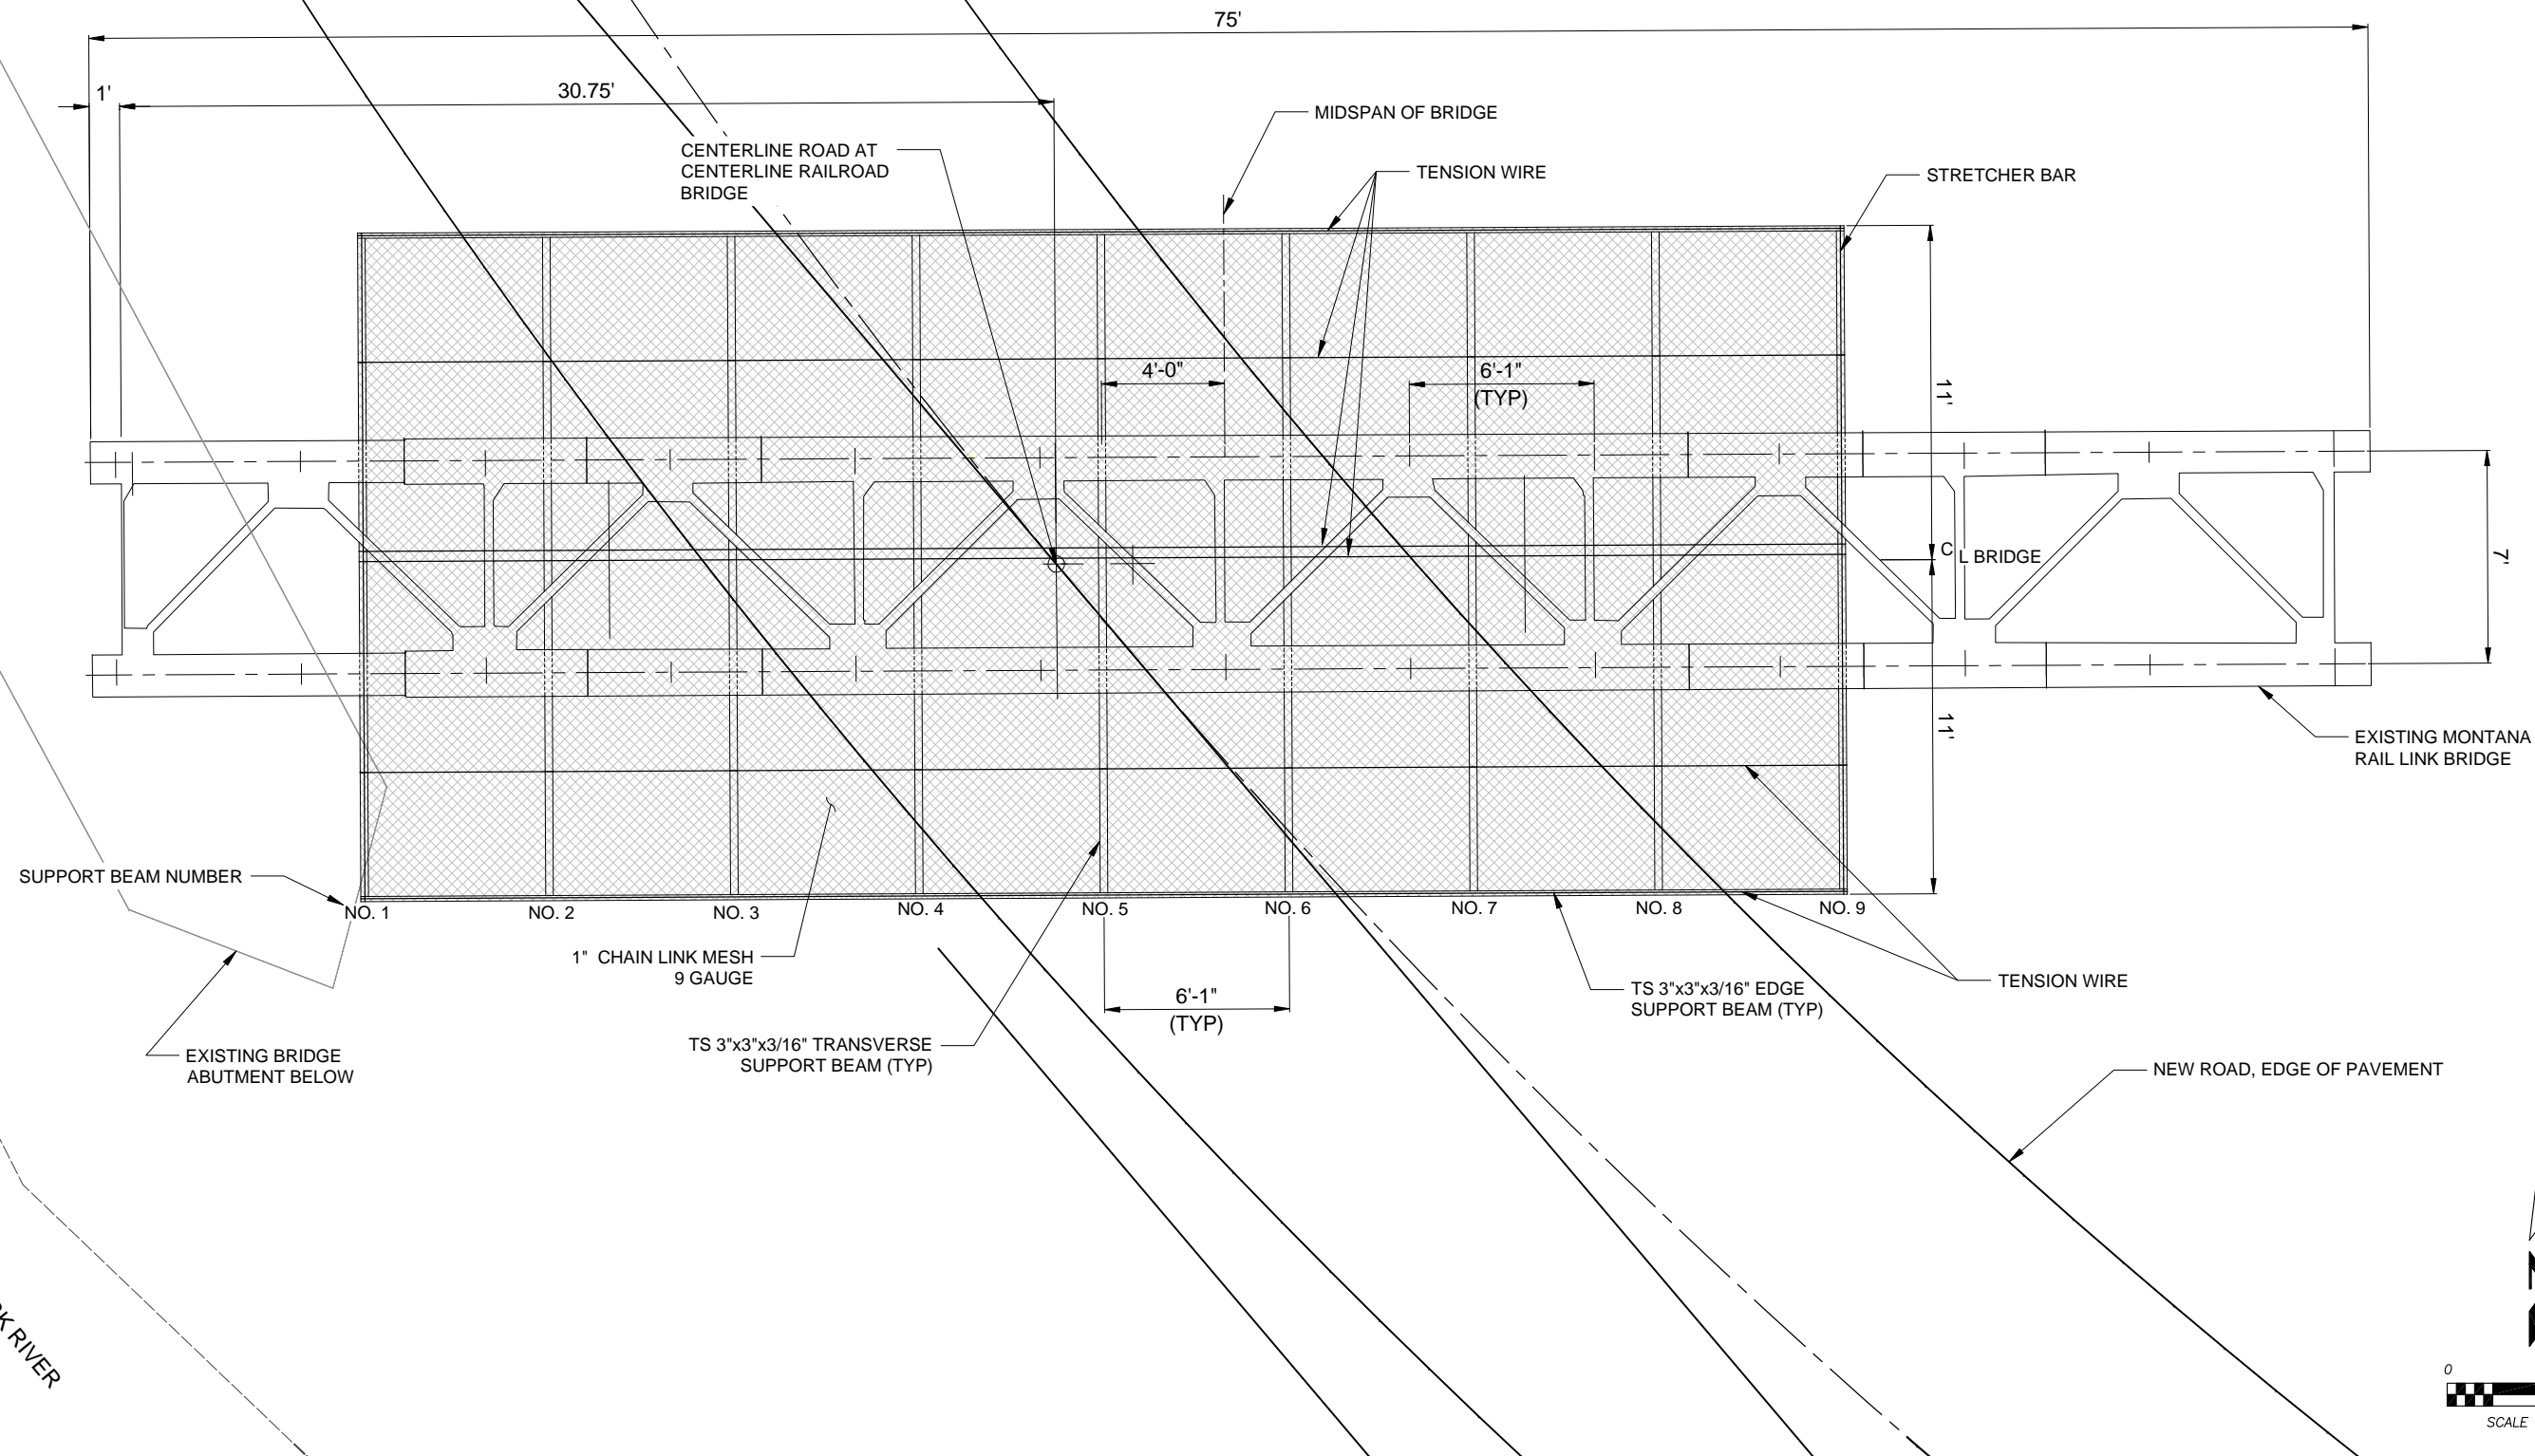 75'
1'
30.75'
MIDSPAN OF BRIDGE
CENTERLINE ROAD AT
CENTERLINE RAILROAD
BRIDGE
TENSION WIRE
STRETCHER BAR
4'-0"
6'-1"
(TYP)
11'
C L BRIDGE
7'
11'
EXISTING MONTANA
RAIL LINK BRIDGE
SUPPORT BEAM NUMBER
NO. 1
NO. 2
NO. 3
NO. 4
NO. 5
NO. 6
NO. 7
NO. 8
NO. 9
1" CHAIN LINK MESH
9 GAUGE
6'-1"
(TYP)
TS 3"x3"x3/16" EDGE
SUPPORT BEAM (TYP)
TENSION WIRE
TS 3"x3"x3/16" TRANSVERSE
SUPPORT BEAM (TYP)
EXISTING BRIDGE
ABUTMENT BELOW
NEW ROAD, EDGE OF PAVEMENT
RIVER
0
SCALE